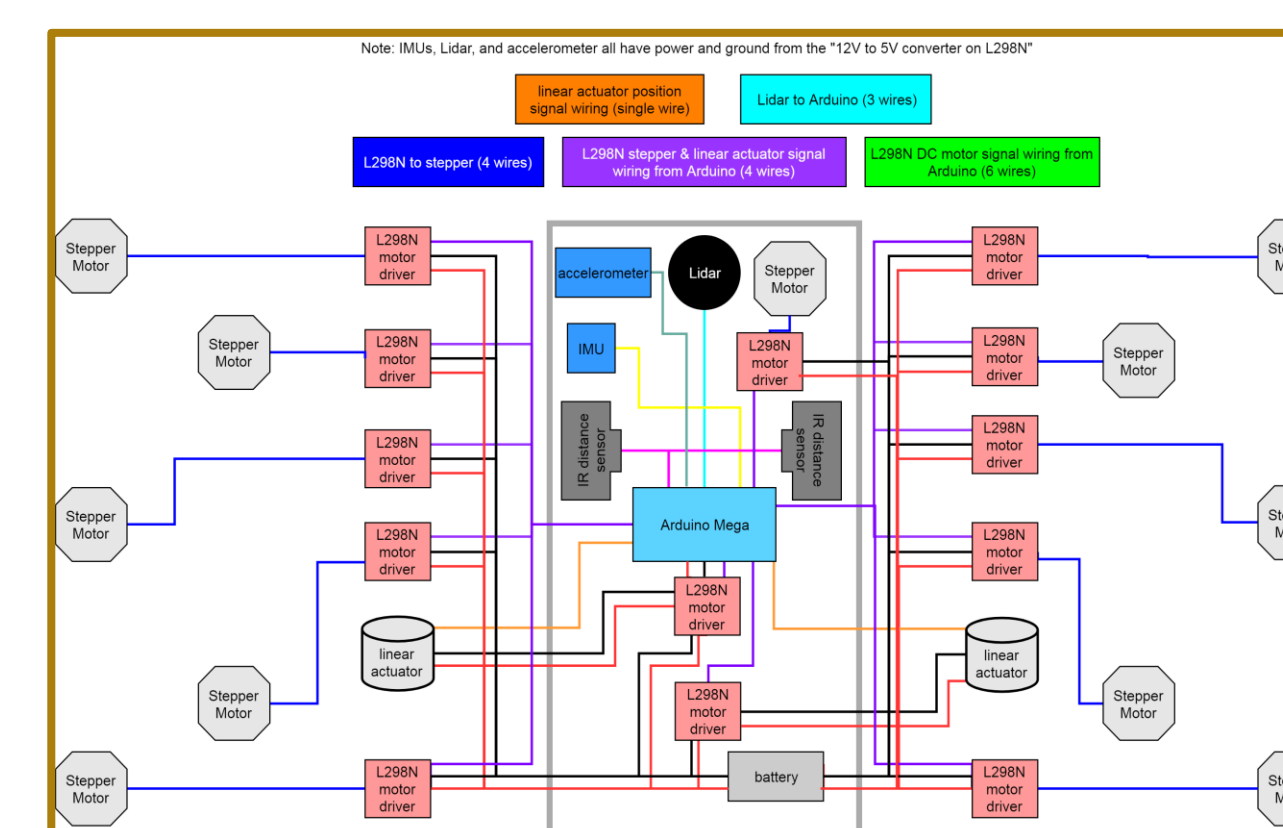 Note: IMUs, Lidar, and accelerometer all have power and ground from the "12V to 5V converter on L298N"
linear actuator position
signal wiring (single wire)
Lidar to Arduino (3 wires)
L298N to stepper (4 wires)
L298N stepper & linear actuator signal
wiring from Arduino (4 wires)
L298N DC motor signal wiring from
Arduino (6 wires)
Stepper
Motor
L298N
motor
driver
accelerometer
Lidar
Stepper
Motor
L298N
motor
driver
Stepper
Motor
L298N
motor
driver
IMU
L298N
motor
driver
L298N
motor
driver
Stepper
Motor
IR distance
sensor
IR distance
sensor
L298N
motor
driver
L298N
motor
driver
Stepper
Motor
Arduino Mega
L298N
motor
driver
L298N
motor
driver
L298N
motor
driver
linear
actuator
linear
actuator
Stepper
Motor
L298N
motor
driver
Stepper
Motor
Stepper
Motor
L298N
motor
driver
battery
L298N
motor
driver